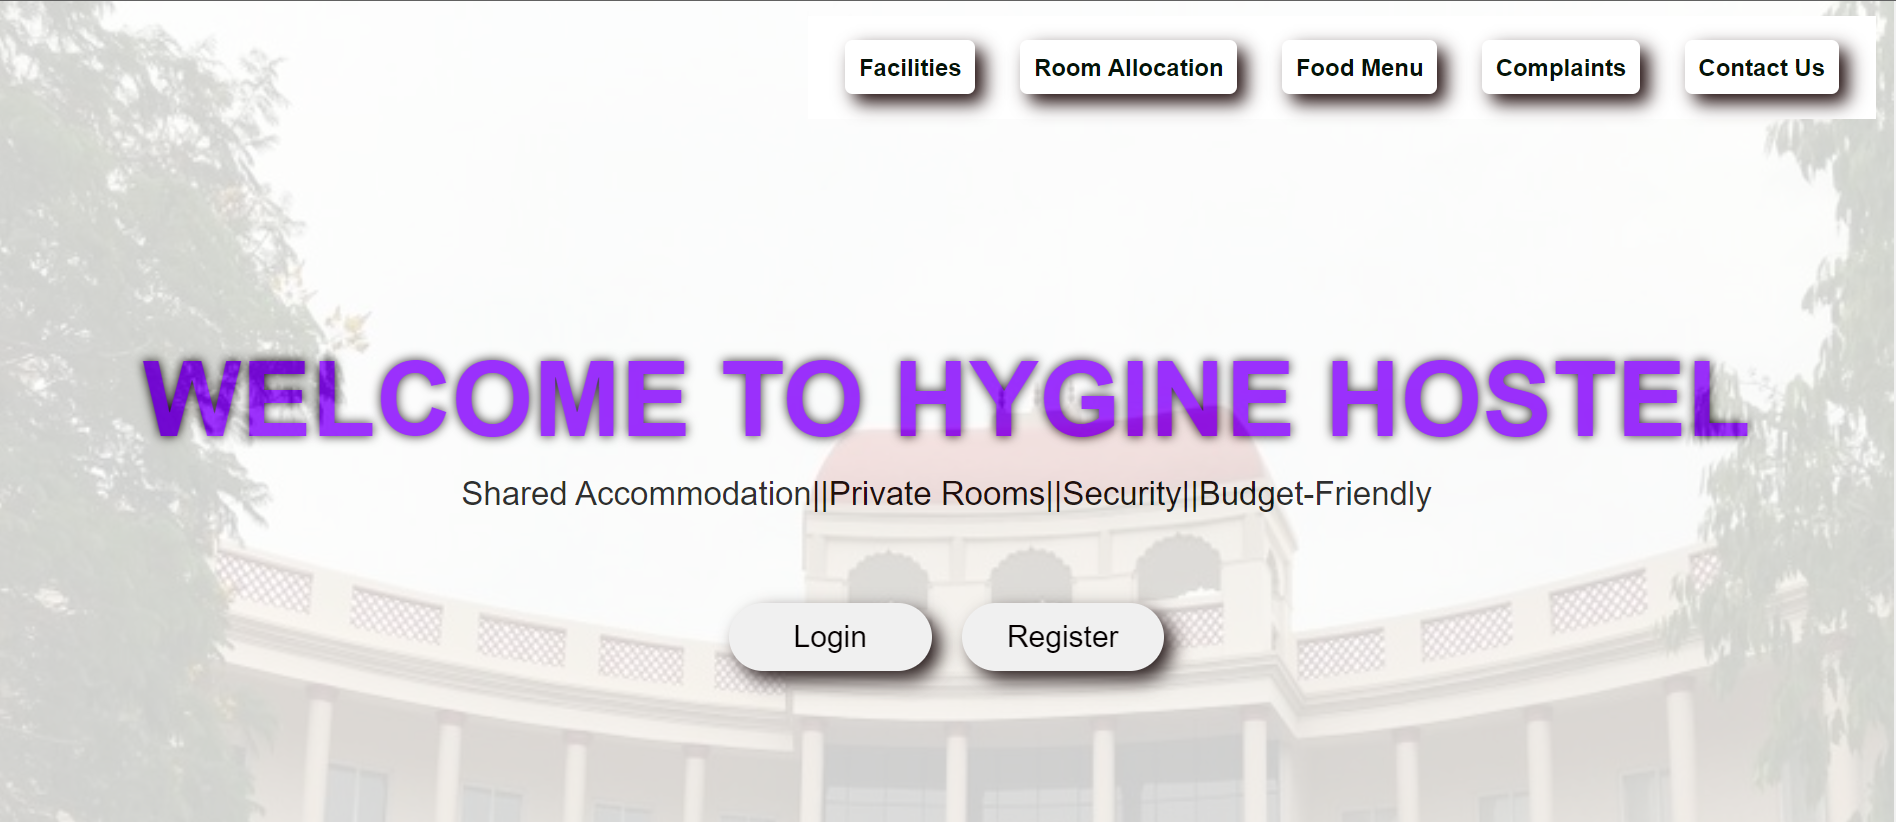 Facilities Room Allocation Food Menu Complaints Contact Us
WELCOME TO HYGINE HOSTEL
Shared Accommodation||Private Rooms||Security||Budget-Friendly
Login Register